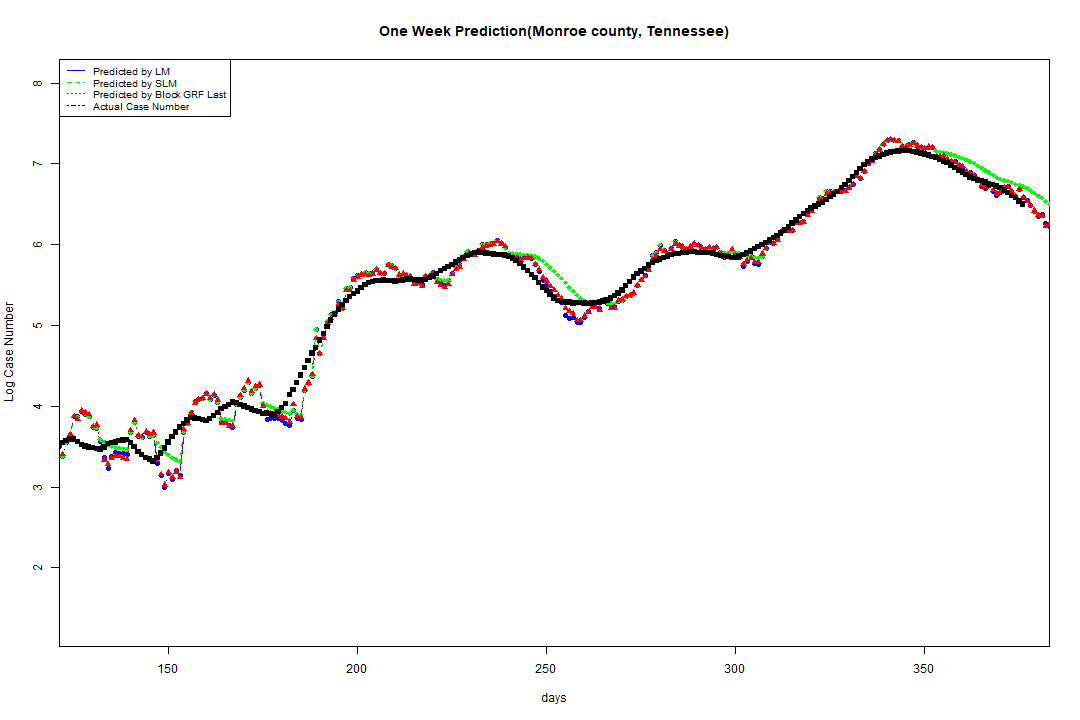 One Week Prediction(Monroe county, Tennessee)
Predicted by LM
Predicted by SLM
Predicted by Block GRF Last
Actual Case Number
8
7
6
5
4
3
2
Log Case Number
150 200 250 300 350
days